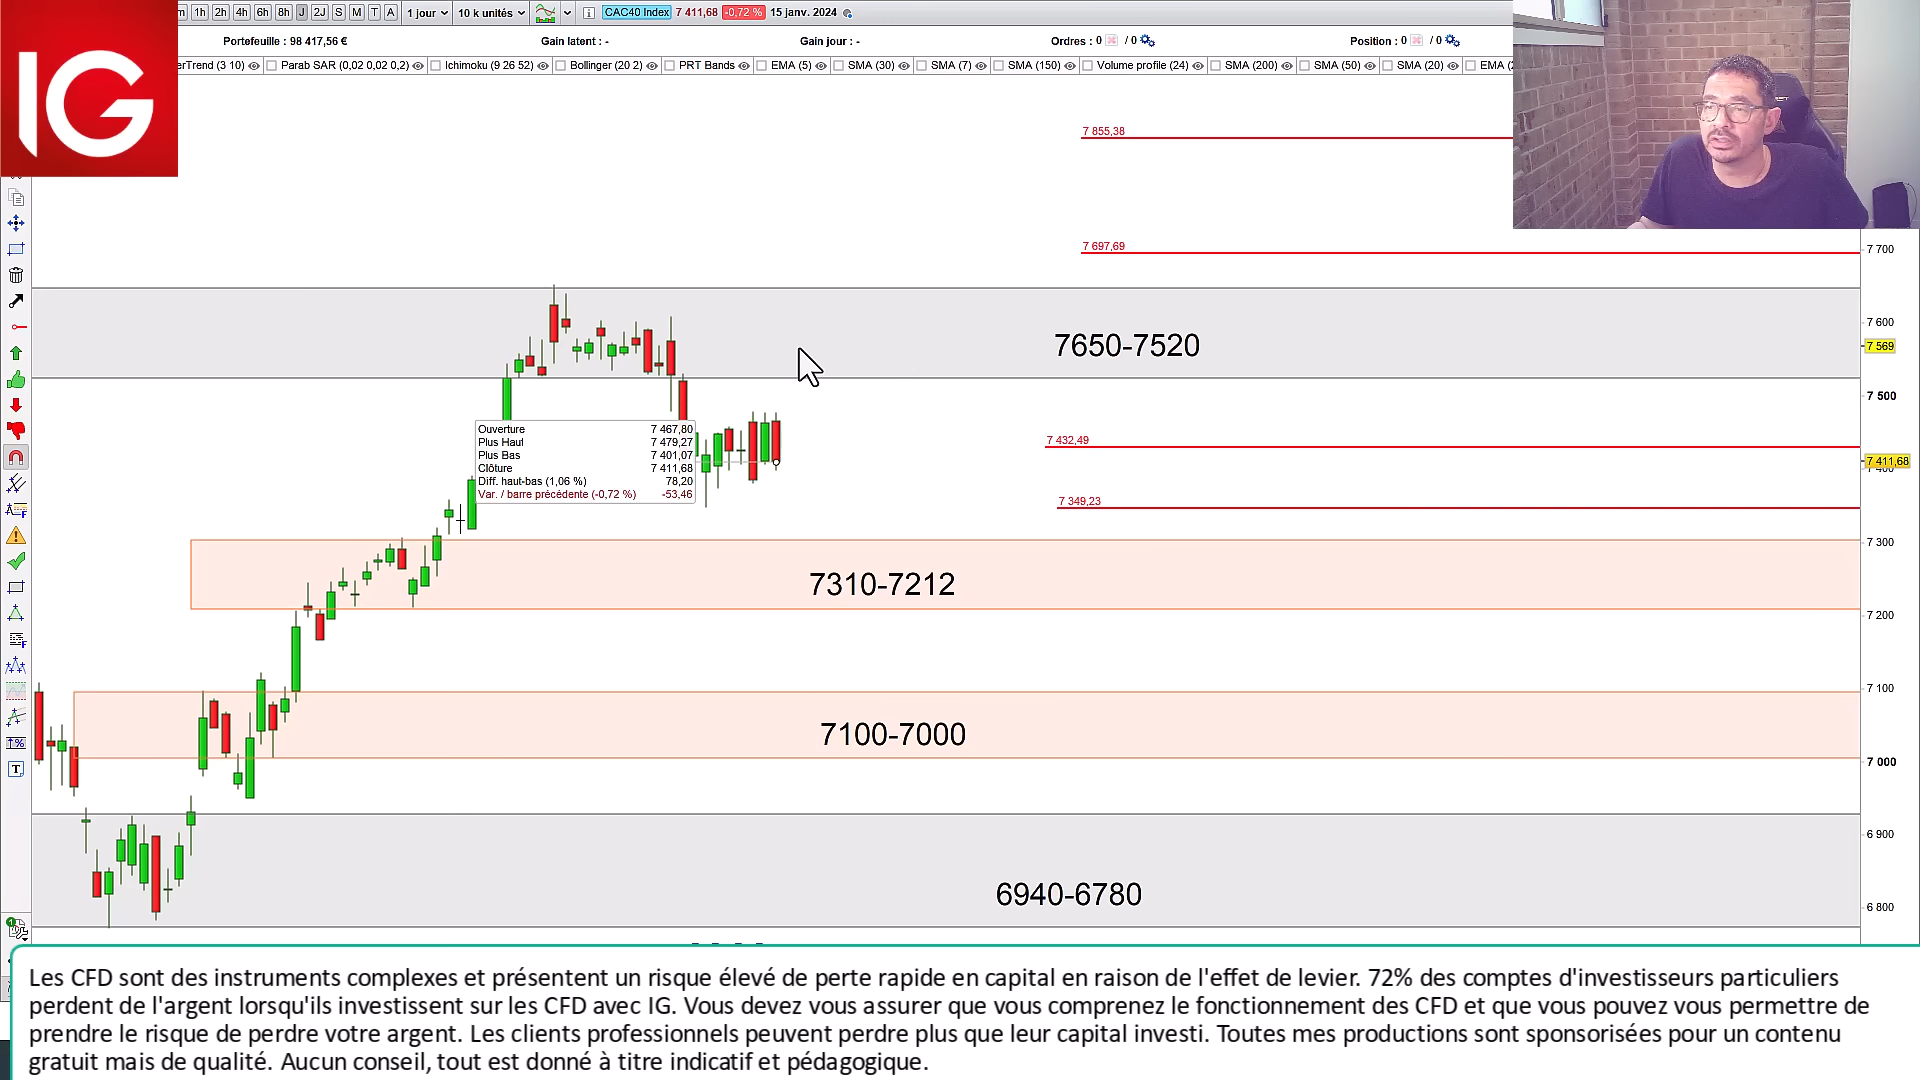 IG
1h 2h 4h 6h 8h J 2J S M T A 1 jour 10 k unités CAC40 Index 7 411,68 -0,72 % 15 janv. 2024
Portefeuille : 98 417,56 € Gain latent : - Gain jour : - Ordres : 0 / 0 Position : 0 / 0
erTrend (3 10) Parab SAR (0,02 0,02 0,2) Ichimoku (9 26 52) Bollinger (20 2) PRT Bands EMA (5) SMA (30) SMA (7) SMA (150) Volume profile (24) SMA (200) SMA (50) SMA (20) EMA (2
7 855,38
7 697,69
7 700
7 600
7650-7520
7 569
7 500
Ouverture 7 467,80
Plus Haut 7 479,27
Plus Bas 7 401,07
Clôture 7 411,68
Diff. haut-bas (1,06 %) 78,20
Var. / barre précédente (-0,72 %) -53,46
7 432,49
7 411,68
7 349,23
7 300
7310-7212
7 200
7 100
7100-7000
7 000
6 900
6940-6780
6 800
Les CFD sont des instruments complexes et présentent un risque élevé de perte rapide en capital en raison de l'effet de levier. 72% des comptes d'investisseurs particuliers
perdent de l'argent lorsqu'ils investissent sur les CFD avec IG. Vous devez vous assurer que vous comprenez le fonctionnement des CFD et que vous pouvez vous permettre de
prendre le risque de perdre votre argent. Les clients professionnels peuvent perdre plus que leur capital investi. Toutes mes productions sont sponsorisées pour un contenu
gratuit mais de qualité. Aucun conseil, tout est donné à titre indicatif et pédagogique.